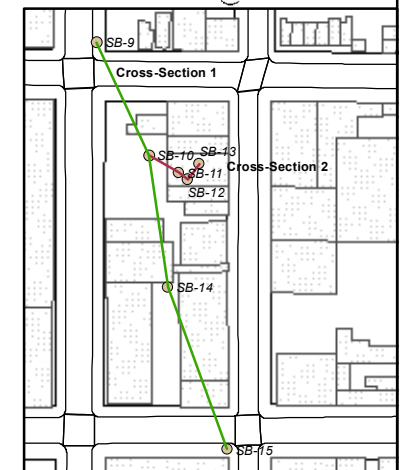 SB-9
Cross-Section 1
SB-10
SB-13
Cross-Section 2
SB-11
SB-12
SB-14
SB-15